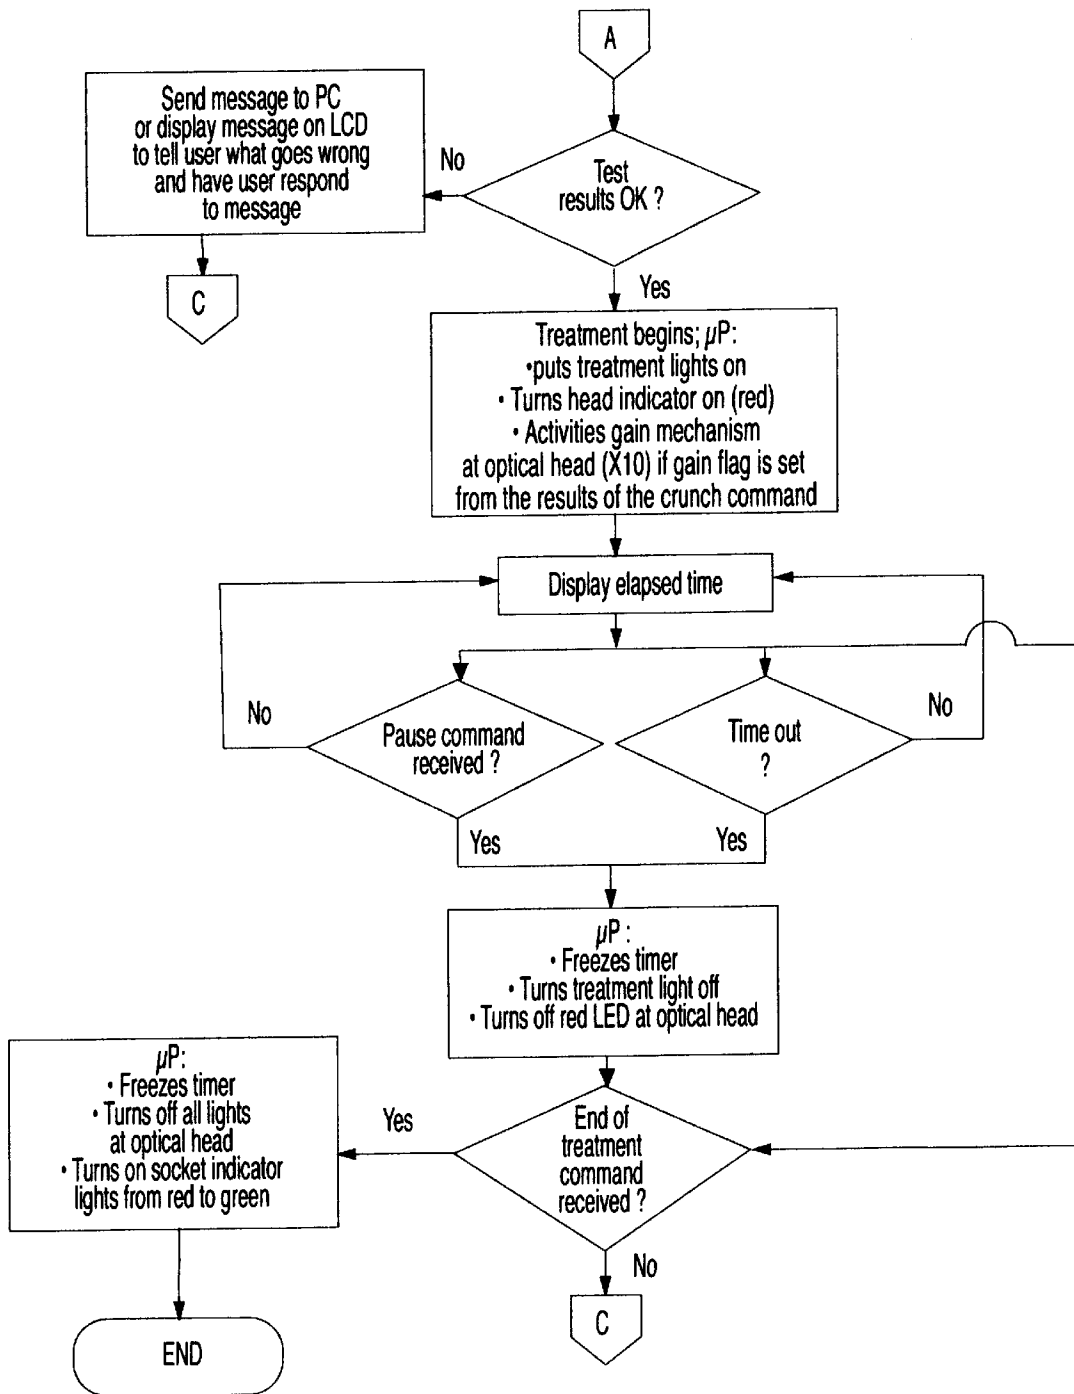 A
Send message to PC
or display message on LCD
to tell user what goes wrong
and have user respond
to message
No
Test
results OK ?
C
Yes
Treatment begins; µP:
•puts treatment lights on
• Turns head indicator on (red)
• Activities gain mechanism
at optical head (X10) if gain flag is set
from the results of the crunch command
Display elapsed time
No
Pause command
received ?
Time out
?
No
Yes
Yes
µP :
• Freezes timer
• Turns treatment light off
• Turns off red LED at optical head
µP:
• Freezes timer
• Turns off all lights
at optical head
• Turns on socket indicator
lights from red to green
Yes
End of
treatment
command
received ?
No
C
END